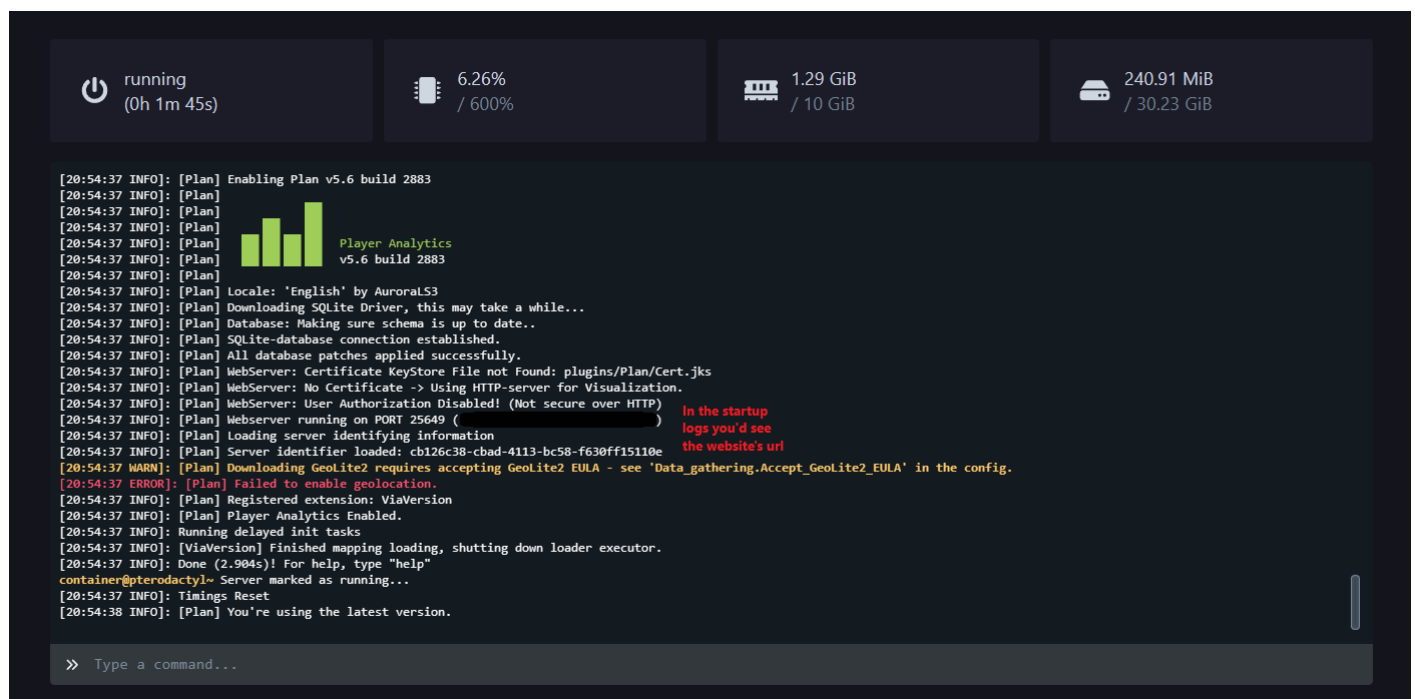 running
(0h 1m 45s)
6.26%
/ 600%
1.29 GiB
/ 10 GiB
240.91 MiB
/ 30.23 GiB
[20:54:37 INFO]: [Plan] Enabling Plan v5.6 build 2883
[20:54:37 INFO]: [Plan]
[20:54:37 INFO]: [Plan]
[20:54:37 INFO]: [Plan]
[20:54:37 INFO]: [Plan] Player Analytics
[20:54:37 INFO]: [Plan] v5.6 build 2883
[20:54:37 INFO]: [Plan]
[20:54:37 INFO]: [Plan] Locale: 'English' by AuroraLS3
[20:54:37 INFO]: [Plan] Downloading SQLite Driver, this may take a while...
[20:54:37 INFO]: [Plan] Database: Making sure schema is up to date..
[20:54:37 INFO]: [Plan] SQLite-database connection established.
[20:54:37 INFO]: [Plan] All database patches applied successfully.
[20:54:37 INFO]: [Plan] WebServer: Certificate KeyStore File not Found: plugins/Plan/Cert.jks
[20:54:37 INFO]: [Plan] WebServer: No Certificate -> Using HTTP-server for Visualization.
[20:54:37 INFO]: [Plan] WebServer: User Authorization Disabled! (Not secure over HTTP)
[20:54:37 INFO]: [Plan] Webserver running on PORT 25649 ( )
[20:54:37 INFO]: [Plan] Loading server identifying information
[20:54:37 INFO]: [Plan] Server identifier loaded: cb126c38-cbad-4113-bc58-f630ff15110e
In the startup
logs you'd see
the website's url
[20:54:37 WARN]: [Plan] Downloading GeoLite2 requires accepting GeoLite2 EULA - see 'Data_gathering.Accept_GeoLite2_EULA' in the config.
[20:54:37 ERROR]: [Plan] Failed to enable geolocation.
[20:54:37 INFO]: [Plan] Registered extension: ViaVersion
[20:54:37 INFO]: [Plan] Player Analytics Enabled.
[20:54:37 INFO]: Running delayed init tasks
[20:54:37 INFO]: [ViaVersion] Finished mapping loading, shutting down loader executor.
[20:54:37 INFO]: Done (2.904s)! For help, type "help"
container@pterodactyl~ Server marked as running...
[20:54:37 INFO]: Timings Reset
[20:54:38 INFO]: [Plan] You're using the latest version.
» Type a command...